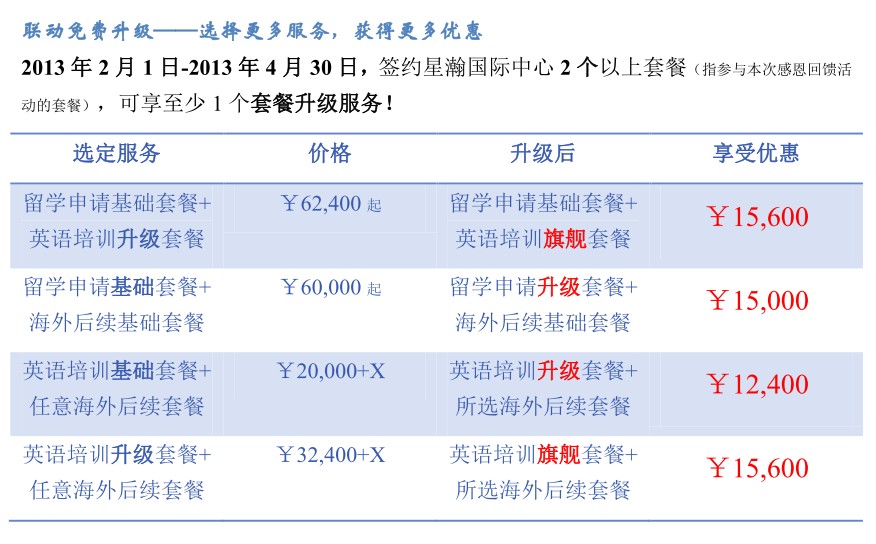 联动免费升级——选择更多服务，获得更多优惠
2013 年 2 月 1 日-2013 年 4 月 30 日，签约星瀚国际中心 2 个以上套餐（指参与本次感恩回馈活
动的套餐），可享至少 1 个套餐升级服务！
选定服务 价格 升级后 享受优惠
留学申请基础套餐+ ￥62,400 起 留学申请基础套餐+ ￥15,600
英语培训升级套餐 英语培训旗舰套餐
留学申请基础套餐+ ￥60,000 起 留学申请升级套餐+ ￥15,000
海外后续基础套餐 海外后续基础套餐
英语培训基础套餐+ ￥20,000+X 英语培训升级套餐+ ￥12,400
任意海外后续套餐 所选海外后续套餐
英语培训升级套餐+ ￥32,400+X 英语培训旗舰套餐+ ￥15,600
任意海外后续套餐 所选海外后续套餐